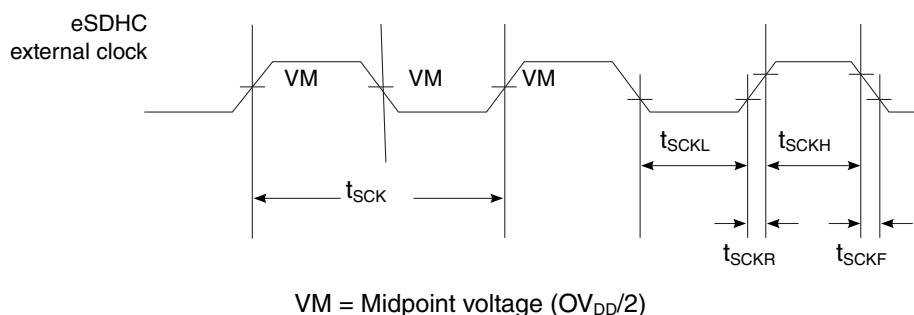 eSDHC
external clock
VM
VM
VM
tSCKL
tSCKH
tSCK
tSCKR
tSCKF
VM = Midpoint voltage (OVDD/2)